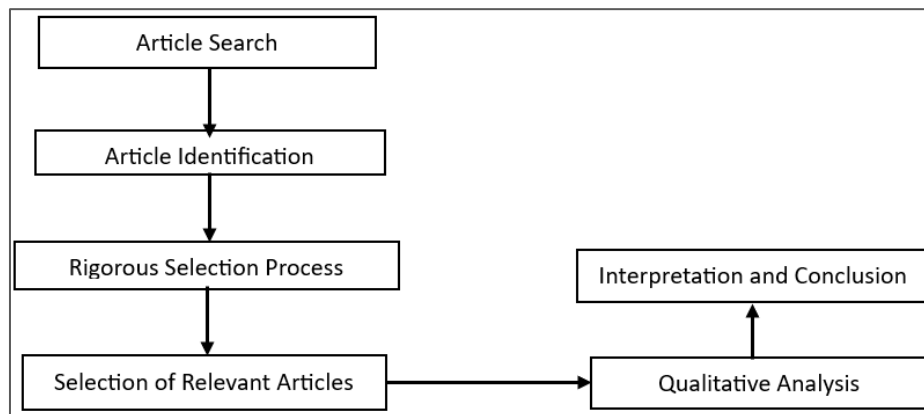 Article Search
Article Identification
Rigorous Selection Process
Selection of Relevant Articles
Qualitative Analysis
Interpretation and Conclusion